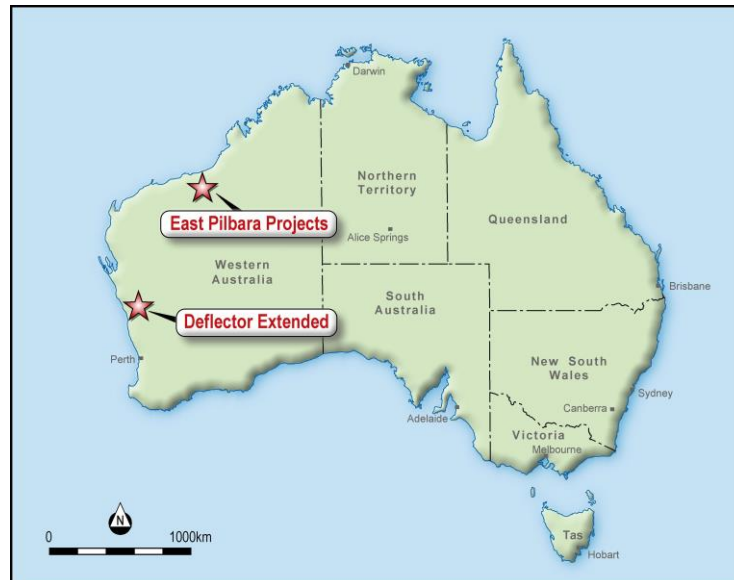 Darwin
Northern
Territory
East Pilbara Projects
Alice Springs
Queensland
Western
Australia
South
Australia
Brisbane
Deflector Extended
Perth
New South
Wales
Sydney
Canberra
Adelaide
Victoria
Melbourne
N
0 1000km
Tas
Hobart